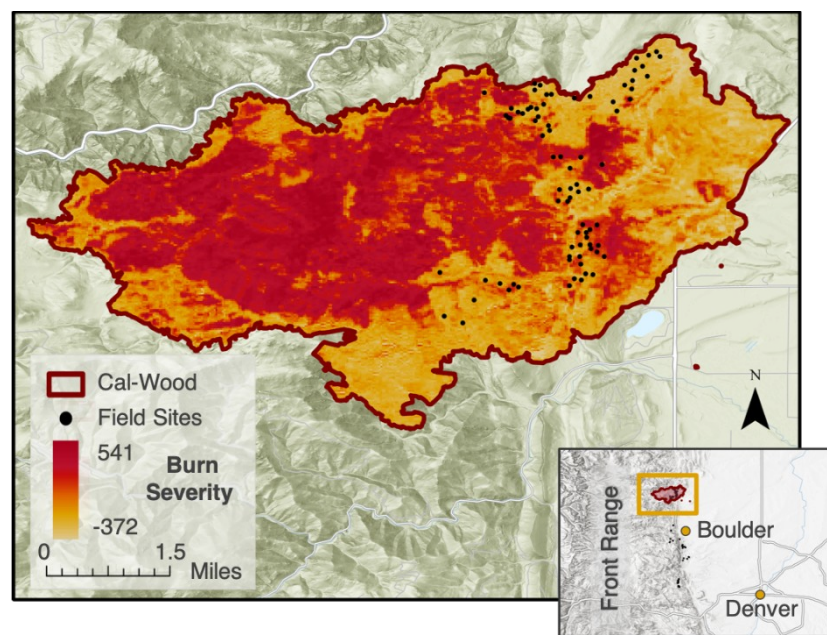 N
Cal-Wood
Field Sites
541
Burn
Severity
-372
0
1.5
Miles
Front Range
Boulder
Denver